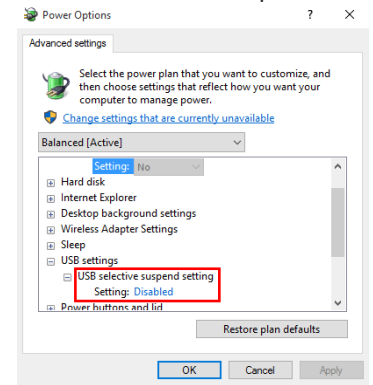 Power Options
?
Advanced settings
Select the power plan that you want to customize, and
then choose settings that reflect how you want your
computer to manage power.
Change settings that are currently unavailable
Balanced [Active]
Setting: No
Hard disk
Internet Explorer
Desktop background settings
Wireless Adapter Settings
Sleep
USB settings
USB selective suspend setting
Setting: Disabled
Power buttons and lid
Restore plan defaults
OK Cancel Apply